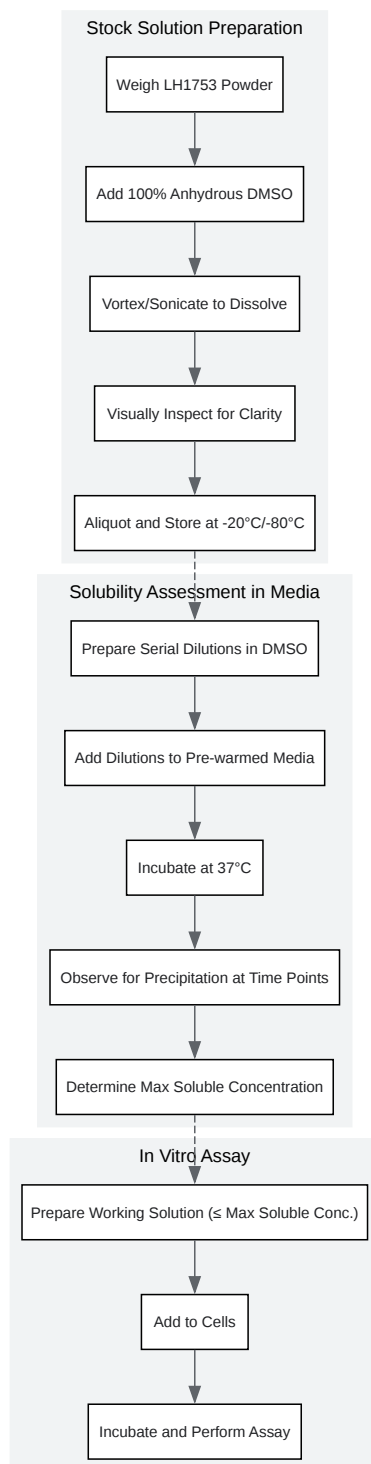 Stock Solution Preparation
Weigh LH1753 Powder
Add 100% Anhydrous DMSO
Vortex/Sonicate to Dissolve
Visually Inspect for Clarity
Aliquot and Store at -20°C/-80°C
Solubility Assessment in Media
Prepare Serial Dilutions in DMSO
Add Dilutions to Pre-warmed Media
Incubate at 37°C
Observe for Precipitation at Time Points
Determine Max Soluble Concentration
In Vitro Assay
Prepare Working Solution (≤ Max Soluble Conc.)
Add to Cells
Incubate and Perform Assay